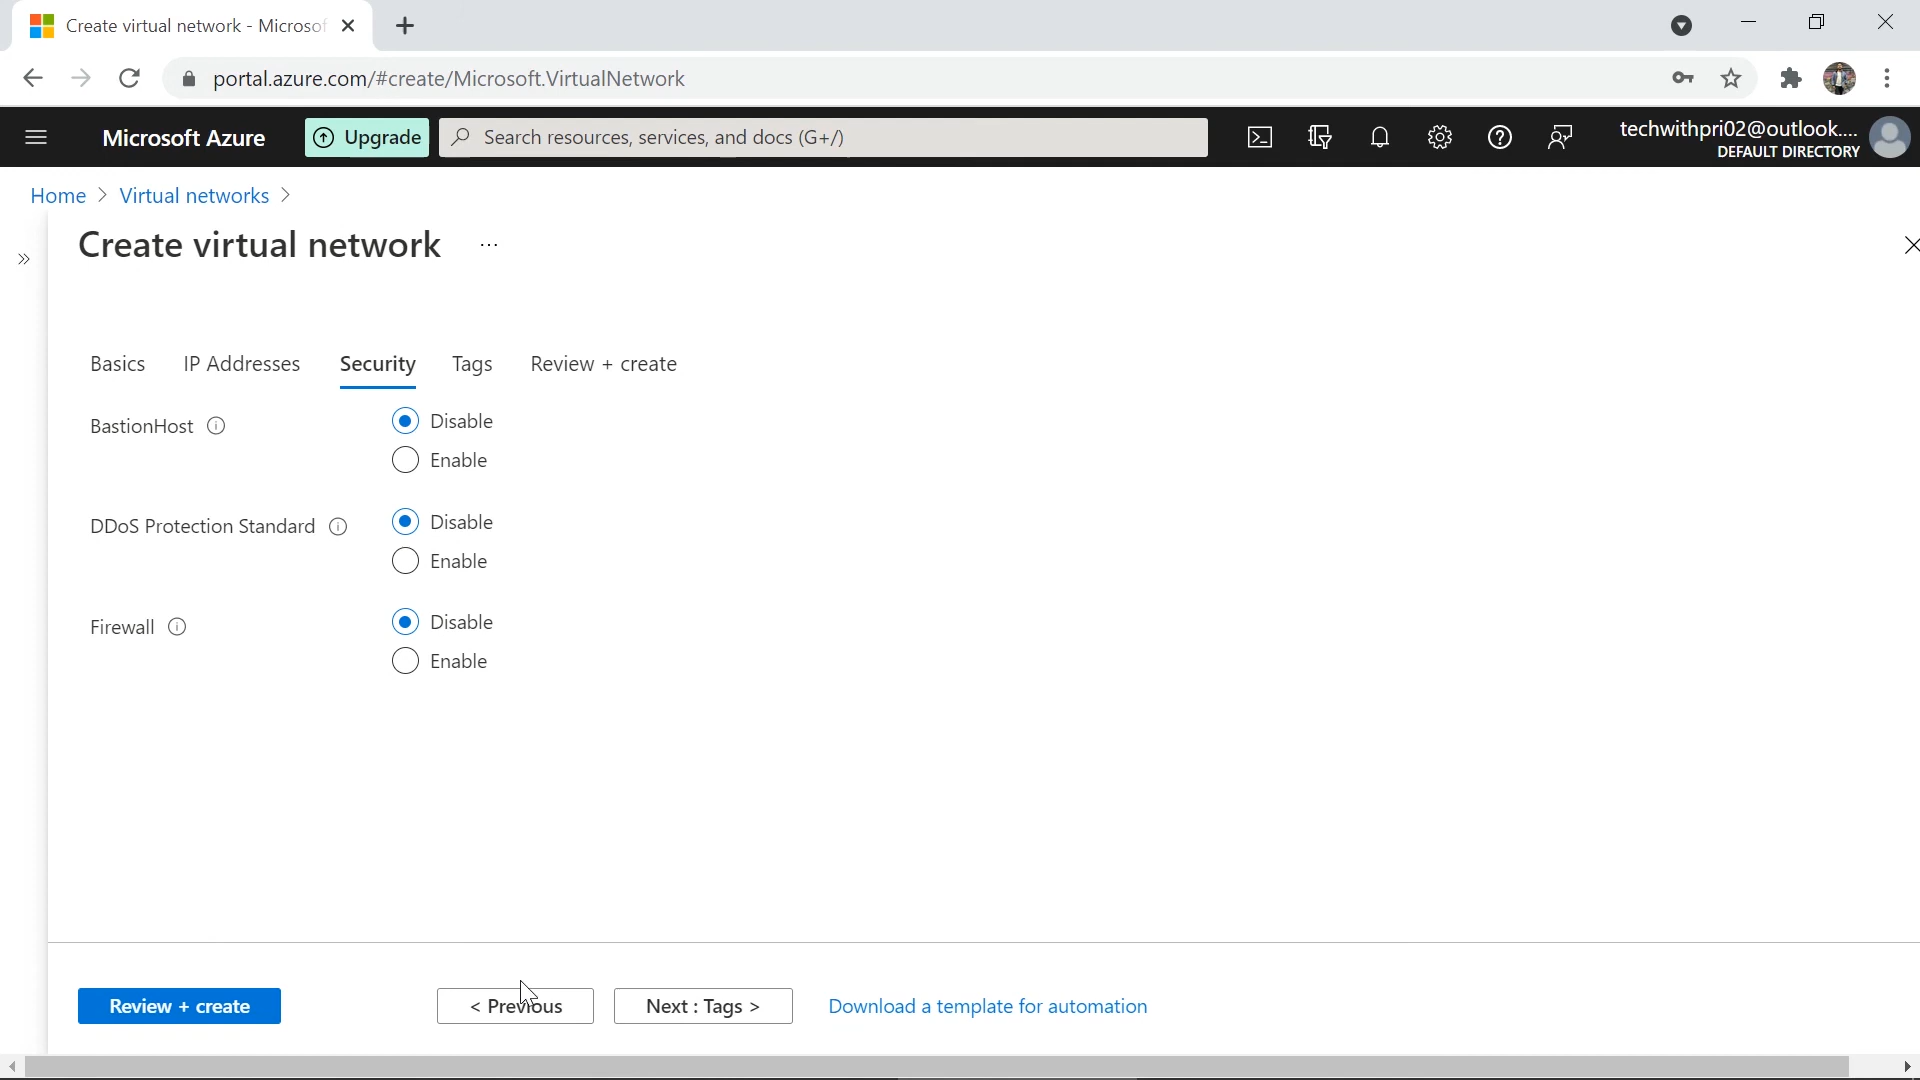 Create virtual network - Microsof
portal.azure.com/#create/Microsoft.VirtualNetwork
Microsoft Azure
Upgrade
Search resources, services, and docs (G+/)
techwithpri02@outlook....
DEFAULT DIRECTORY
Home > Virtual networks >
Create virtual network ...
Basics IP Addresses Security Tags Review + create
BastionHost
Disable
Enable
DDoS Protection Standard
Disable
Enable
Firewall
Disable
Enable
Review + create
< Previous
Next : Tags >
Download a template for automation